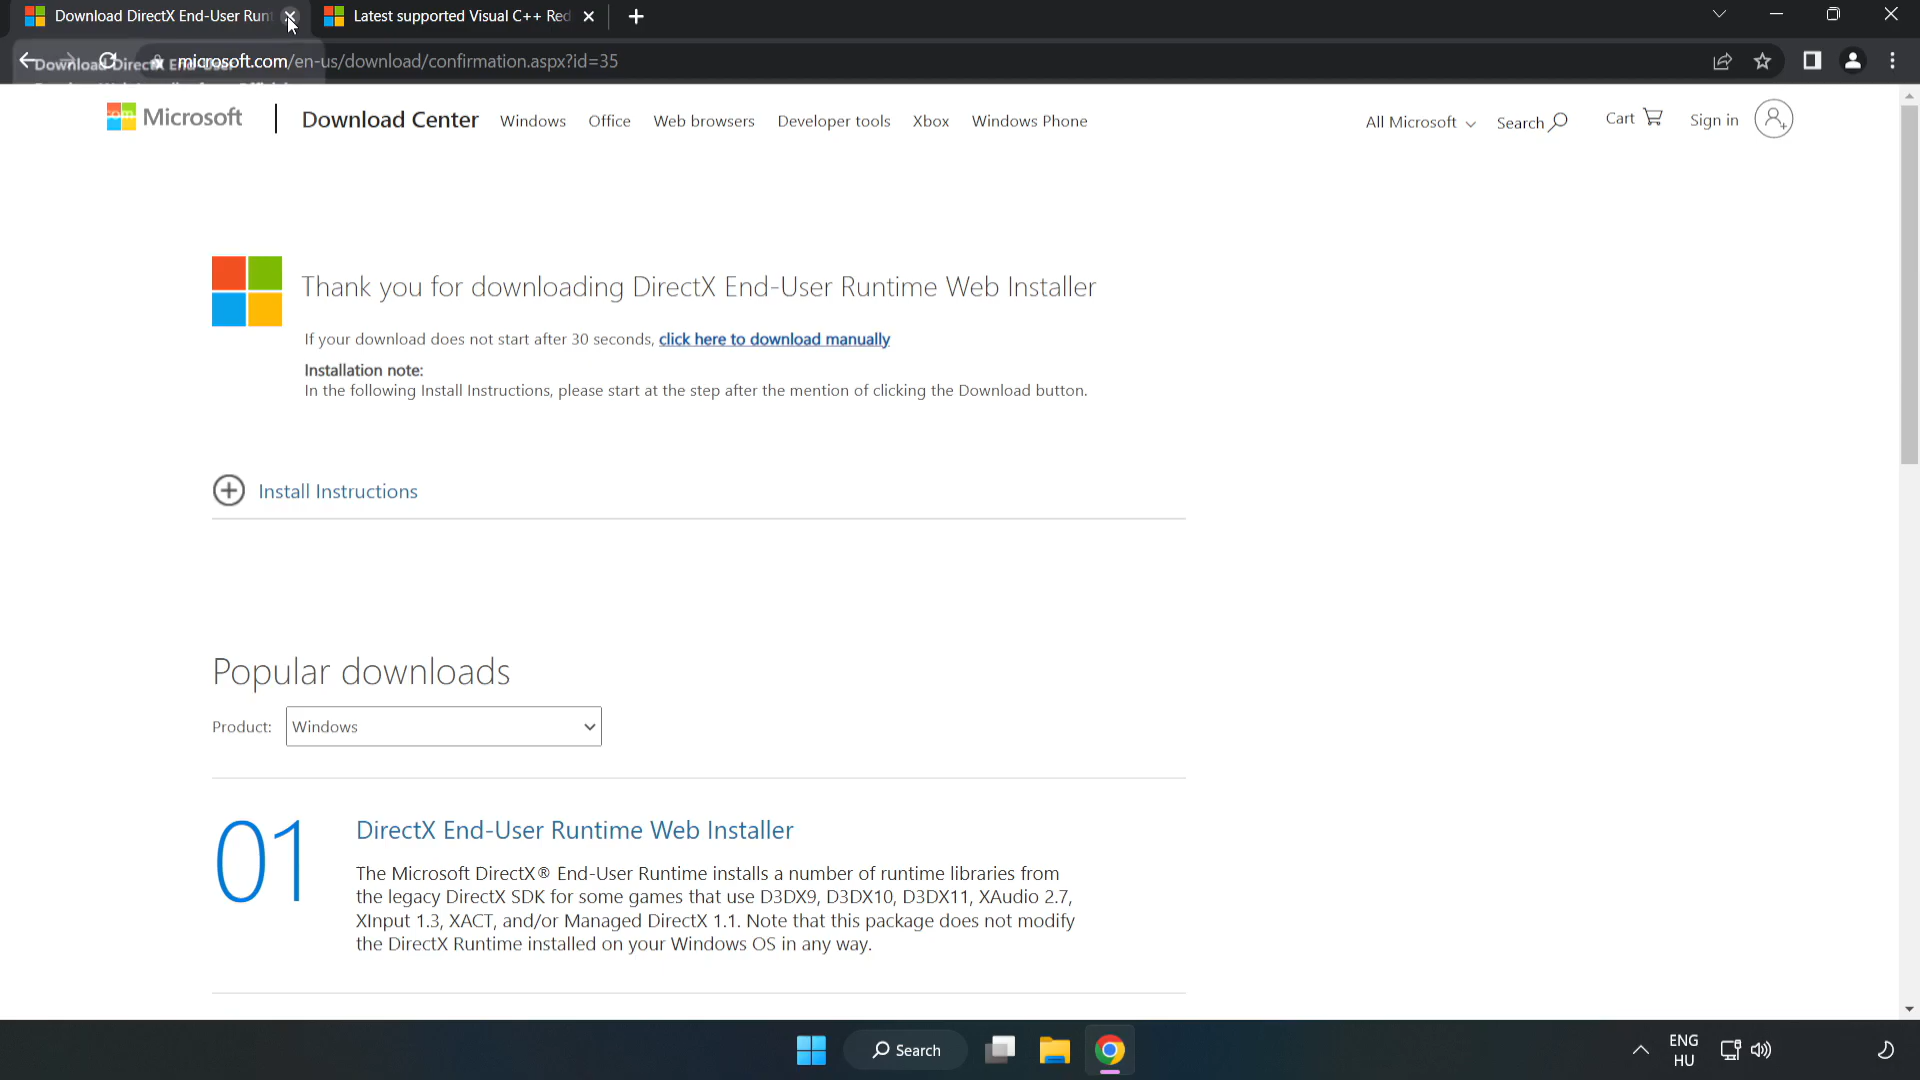 Download DirectX End-User Runt
Latest supported Visual C++ Red
microsoft.com/en-us/download/confirmation.aspx?id=35
Download DirectX End-User
Microsoft
Download Center
Windows
Office
Web browsers
Developer tools
Xbox
Windows Phone
All Microsoft
Search
Cart
Sign in
Thank you for downloading DirectX End-User Runtime Web Installer
If your download does not start after 30 seconds, click here to download manually
Installation note:
In the following Install Instructions, please start at the step after the mention of clicking the Download button.
Install Instructions
Popular downloads
Product:
Windows
01
DirectX End-User Runtime Web Installer
The Microsoft DirectX® End-User Runtime installs a number of runtime libraries from
the legacy DirectX SDK for some games that use D3DX9, D3DX10, D3DX11, XAudio 2.7,
XInput 1.3, XACT, and/or Managed DirectX 1.1. Note that this package does not modify
the DirectX Runtime installed on your Windows OS in any way.
Search
ENG
HU